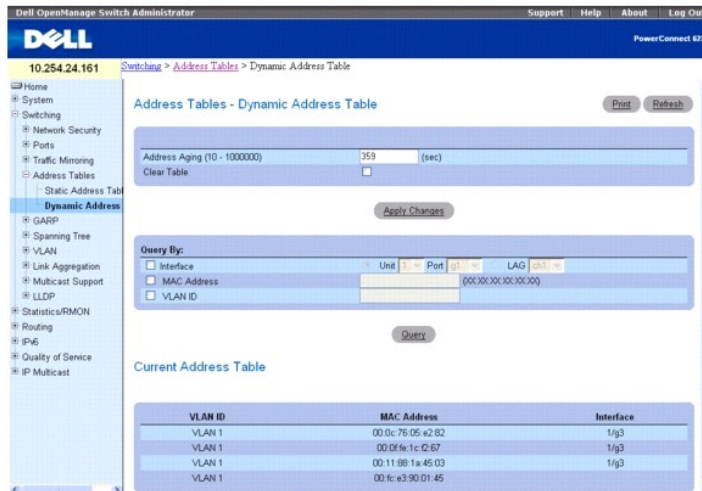 Dell OpenManage Switch Administrator
Support Help About Log Ou
DELL
PowerConnect 62
10.254.24.161
Switching > Address Tables > Dynamic Address Table
Home
System
Switching
Network Security
Ports
Traffic Mirroring
Address Tables
Static Address Tabl
Dynamic Address
GARP
Spanning Tree
VLAN
Link Aggregation
Multicast Support
LLDP
Statistics/RMON
Routing
IPv6
Quality of Service
IP Multicast
Address Tables - Dynamic Address Table
Print Refresh
Address Aging (10 - 1000000) 359 (sec)
Clear Table
Apply Changes
Query By:
Interface Unit 1 Port g1 LAG ch1
MAC Address (XX:XX:XX:XX:XX:XX)
VLAN ID
Query
Current Address Table
VLAN ID MAC Address Interface
VLAN 1 00:0c:76:05:e2:82 1/g3
VLAN 1 00:0f:fe:1c:f2:67 1/g3
VLAN 1 00:11:88:1a:45:03 1/g3
VLAN 1 00:fc:e3:90:01:45